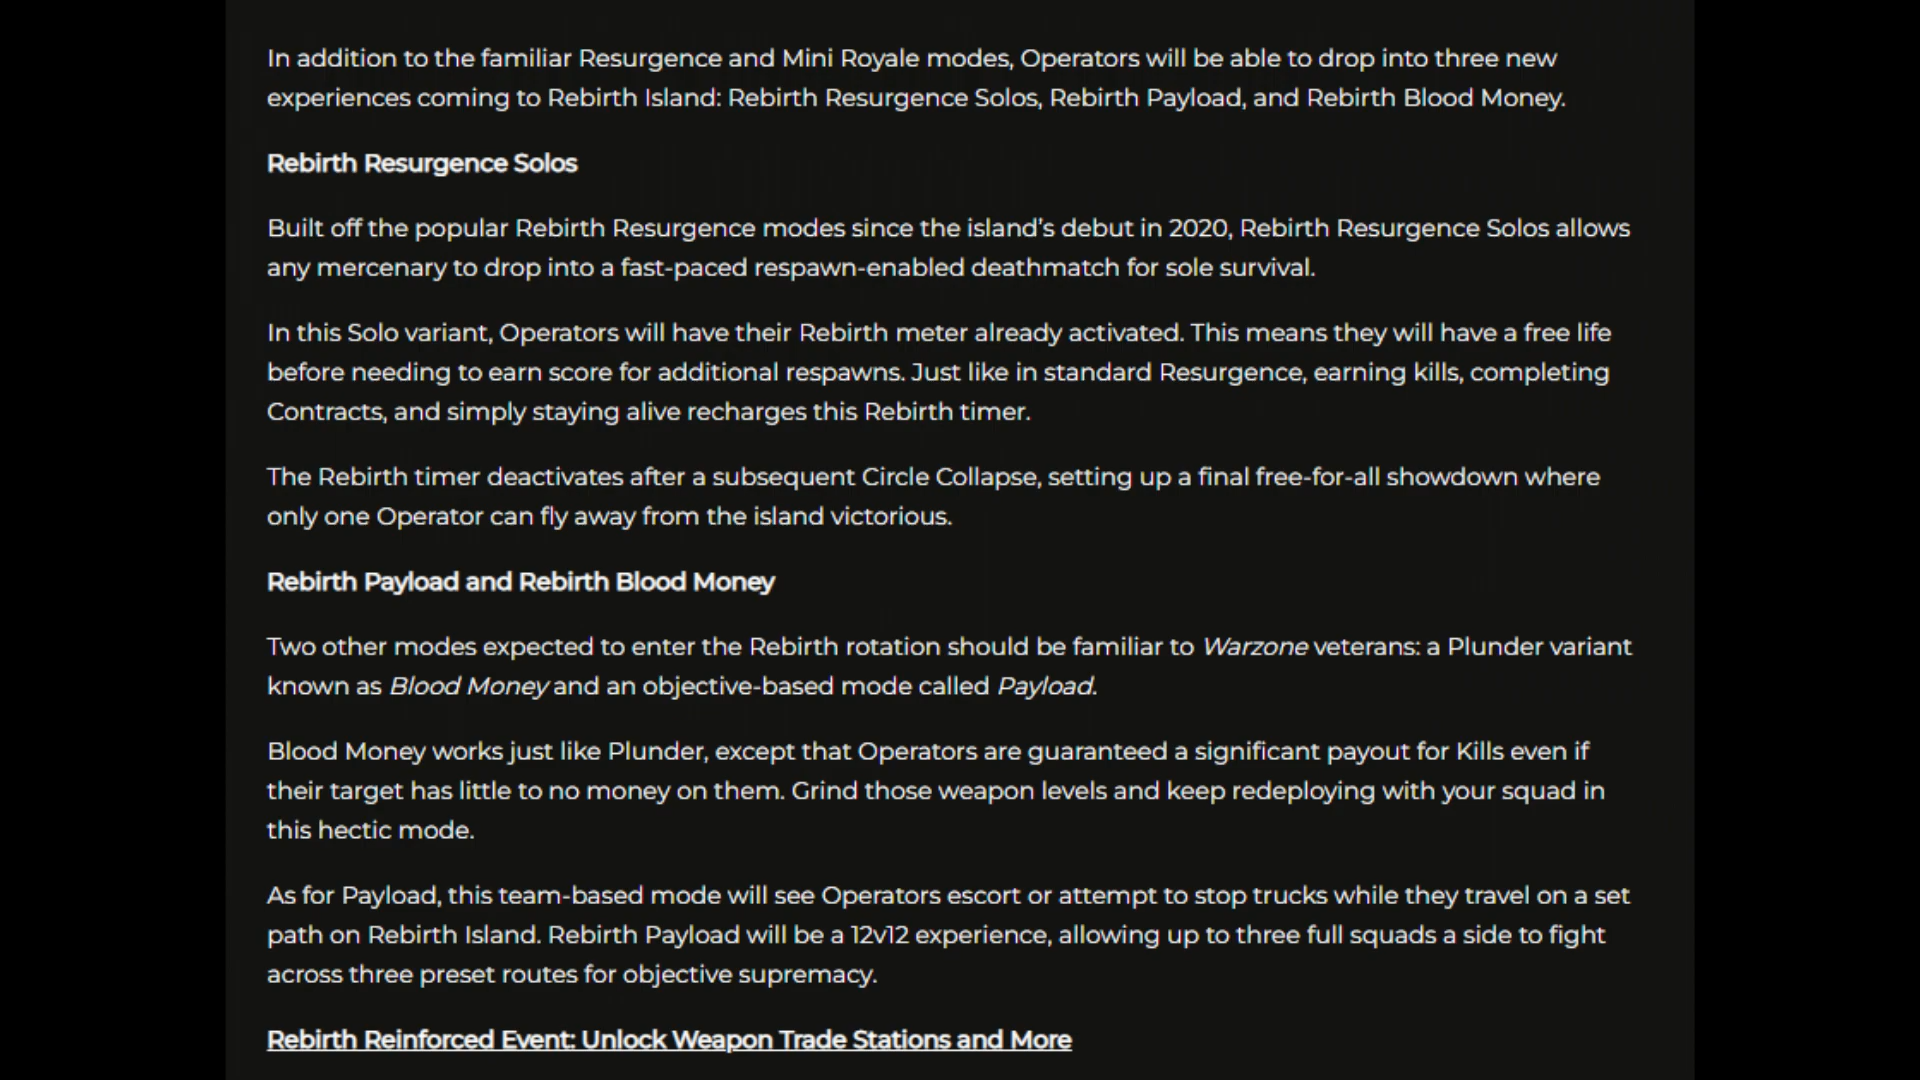 In addition to the familiar Resurgence and Mini Royale modes, Operators will be able to drop into three new
experiences coming to Rebirth Island: Rebirth Resurgence Solos, Rebirth Payload, and Rebirth Blood Money.
Rebirth Resurgence Solos
Built off the popular Rebirth Resurgence modes since the island’s debut in 2020, Rebirth Resurgence Solos allows
any mercenary to drop into a fast-paced respawn-enabled deathmatch for sole survival.
In this Solo variant, Operators will have their Rebirth meter already activated. This means they will have a free life
before needing to earn score for additional respawns. Just like in standard Resurgence, earning kills, completing
Contracts, and simply staying alive recharges this Rebirth timer.
The Rebirth timer deactivates after a subsequent Circle Collapse, setting up a final free-for-all showdown where
only one Operator can fly away from the island victorious.
Rebirth Payload and Rebirth Blood Money
Two other modes expected to enter the Rebirth rotation should be familiar to Warzone veterans: a Plunder variant
known as Blood Money and an objective-based mode called Payload.
Blood Money works just like Plunder, except that Operators are guaranteed a significant payout for Kills even if
their target has little to no money on them. Grind those weapon levels and keep redeploying with your squad in
this hectic mode.
As for Payload, this team-based mode will see Operators escort or attempt to stop trucks while they travel on a set
path on Rebirth Island. Rebirth Payload will be a 12v12 experience, allowing up to three full squads a side to fight
across three preset routes for objective supremacy.
Rebirth Reinforced Event: Unlock Weapon Trade Stations and More